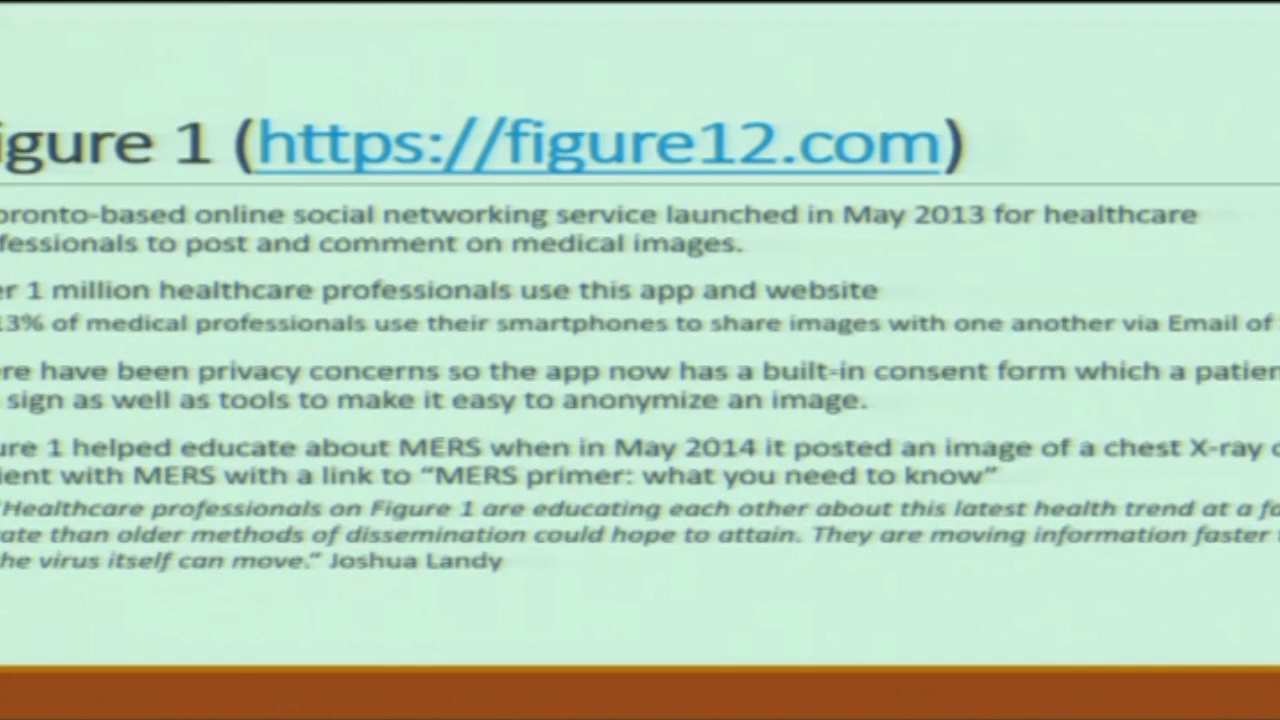 igure 1 (https://figure12.com)
oronto-based online social networking service launched in May 2013 for healthcare
fessionals to post and comment on medical images.
er 1 million healthcare professionals use this app and website
13% of medical professionals use their smartphones to share images with one another via Email of
re have been privacy concerns so the app now has a built-in consent form which a patien
sign as well as tools to make it easy to anonymize an image.
ure 1 helped educate about MERS when in May 2014 it posted an image of a chest X-ray o
ient with MERS with a link to “MERS primer: what you need to know”
“Healthcare professionals on Figure 1 are educating each other about this latest health trend at a fa
ate than older methods of dissemination could hope to attain. They are moving information faster t
he virus itself can move.“ Joshua Landy